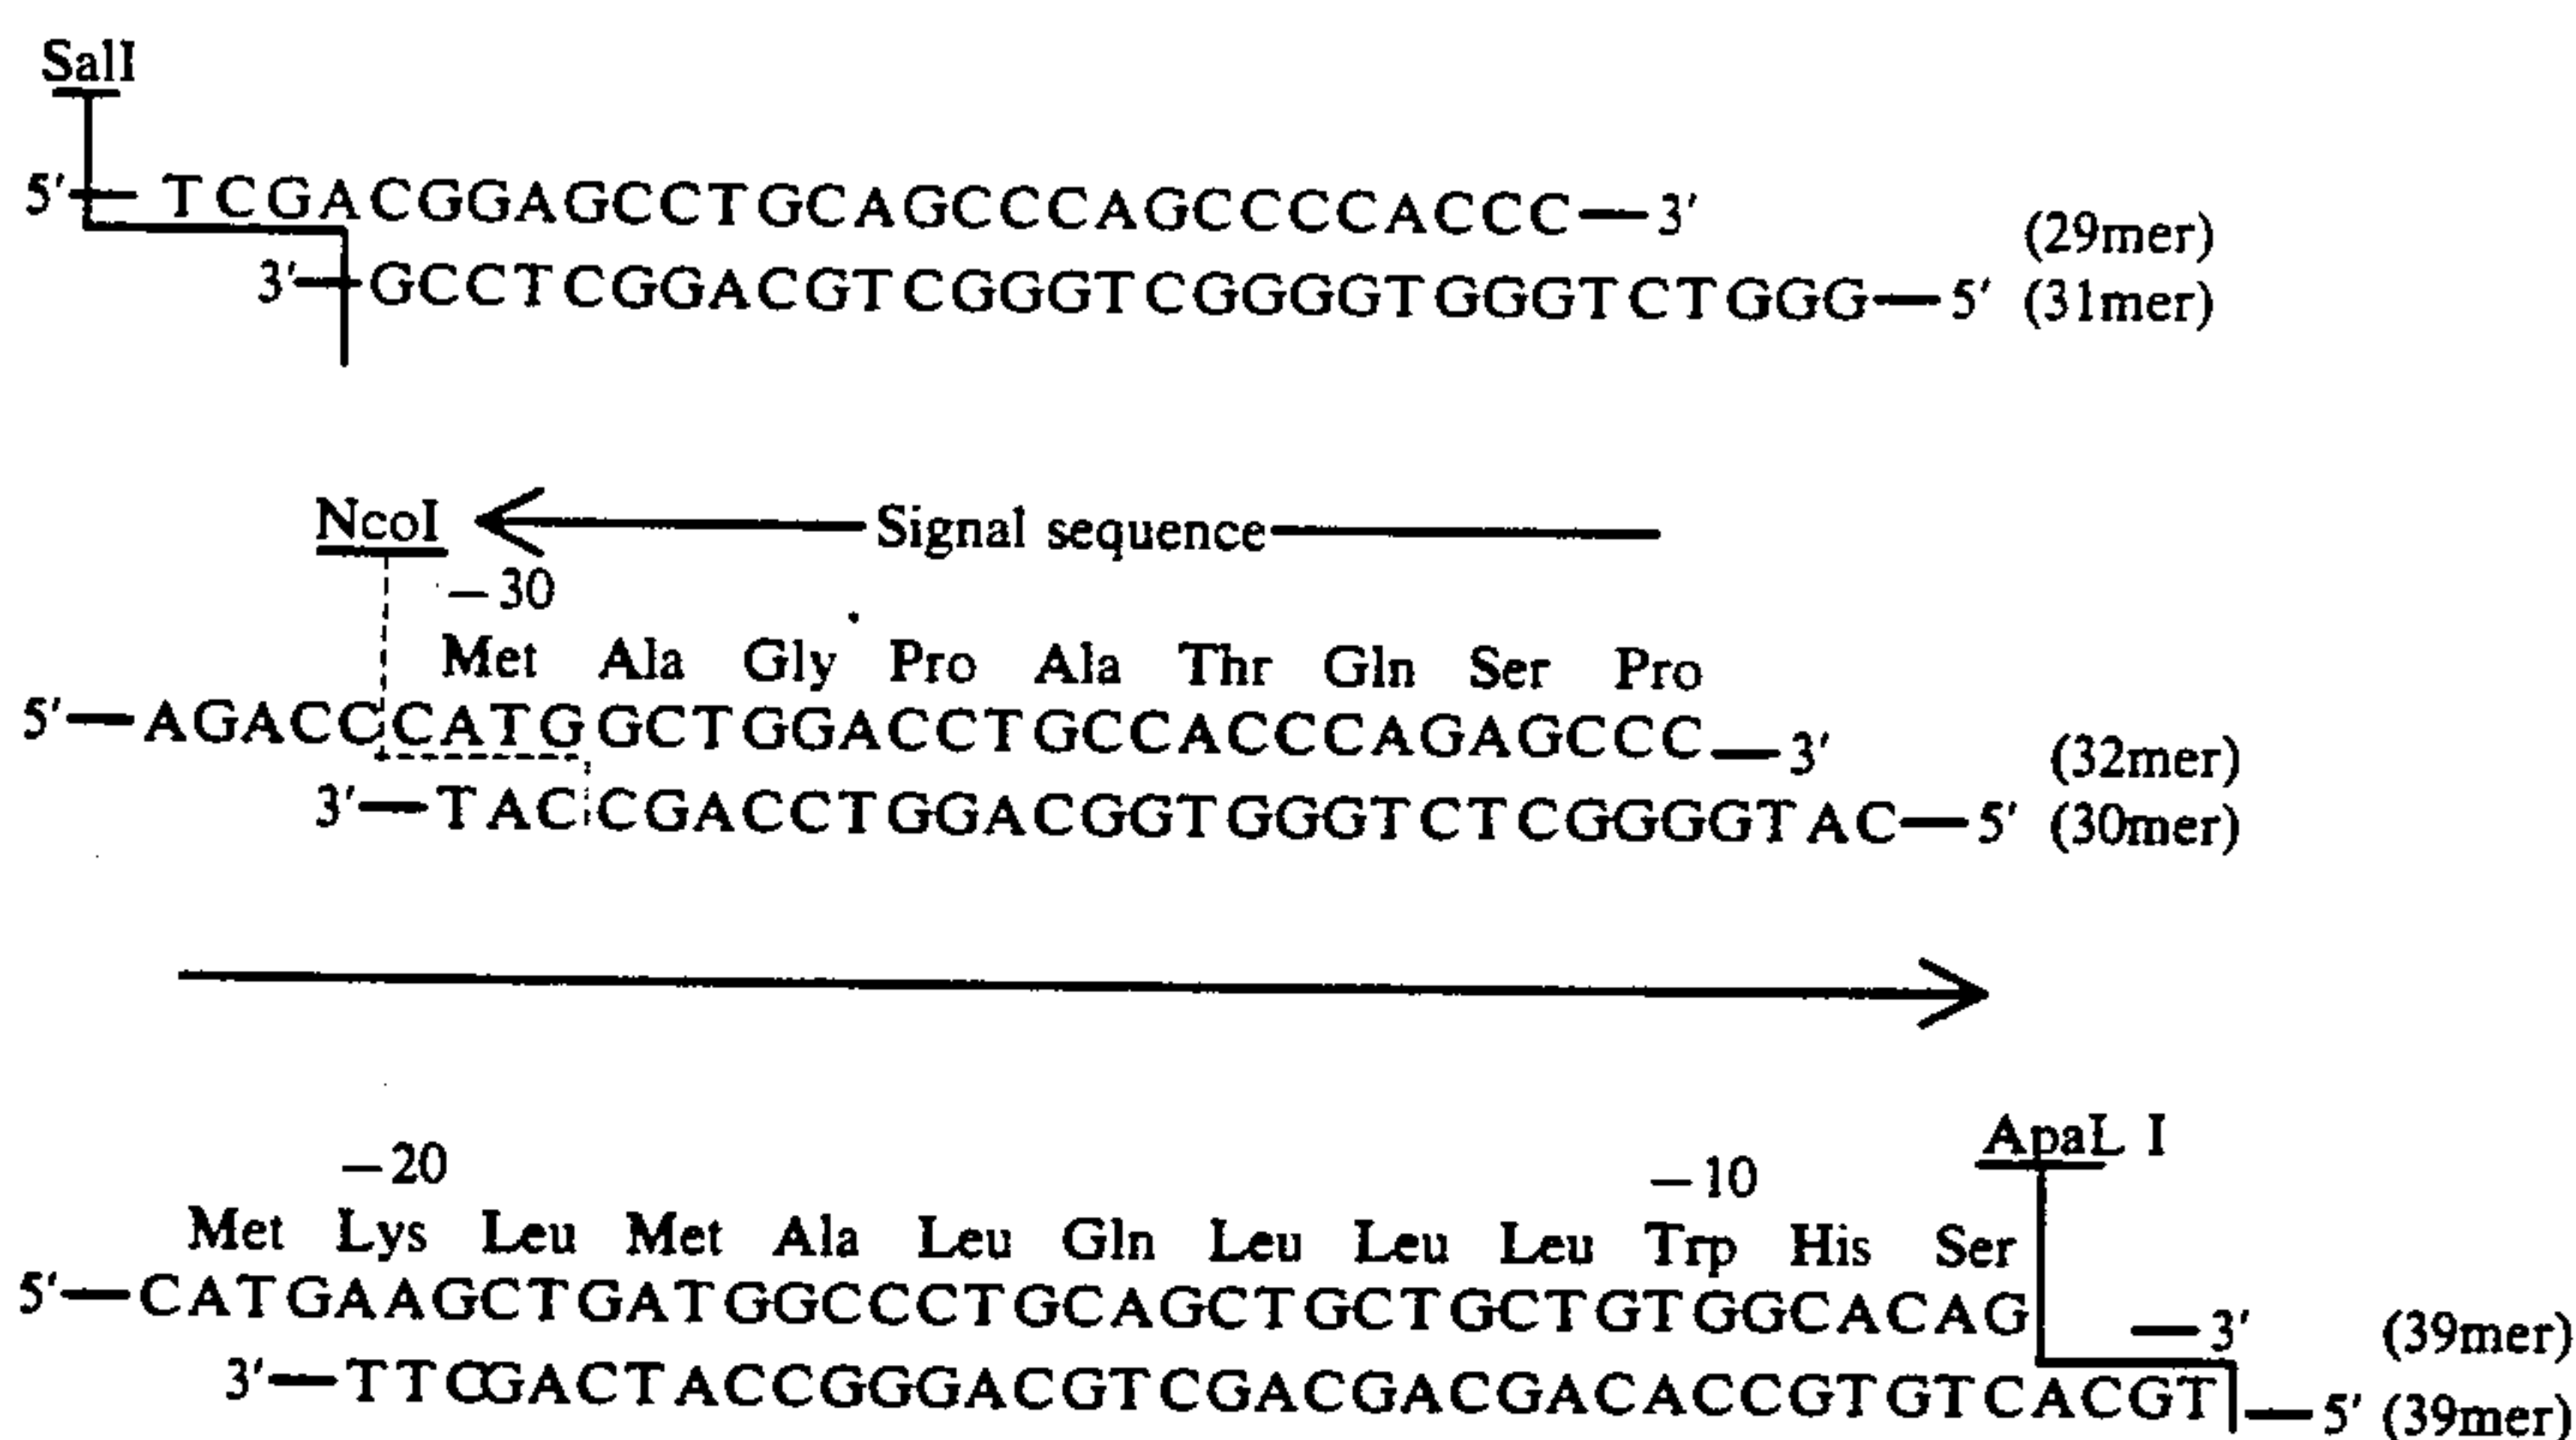 SalI
5′— TCGACGGAGCCTGCAGCCCAGCCCCACCC—3′ (29mer)
3′—GCCTCGGACGTCGGGTCGGGGTGGGTCTGGG—5′ (31mer)
NcoI Signal sequence
−30
Met Ala Gly Pro Ala Thr Gln Ser Pro
5′—AGACCCATGGCTGGACCTGCCACCCAGAGCCC—3′ (32mer)
3′—TACCGACCTGGACGGTGGGTCTCGGGGTAC—5′ (30mer)
ApaL I
−20 −10
Met Lys Leu Met Ala Leu Gln Leu Leu Leu Trp His Ser
5′—CATGAAGCTGATGGCCCTGCAGCTGCTGCTGTGGCACAG —3′ (39mer)
3′—TTCGACTACCGGGACGTCGACGACGACACCGTGTCACGT—5′ (39mer)